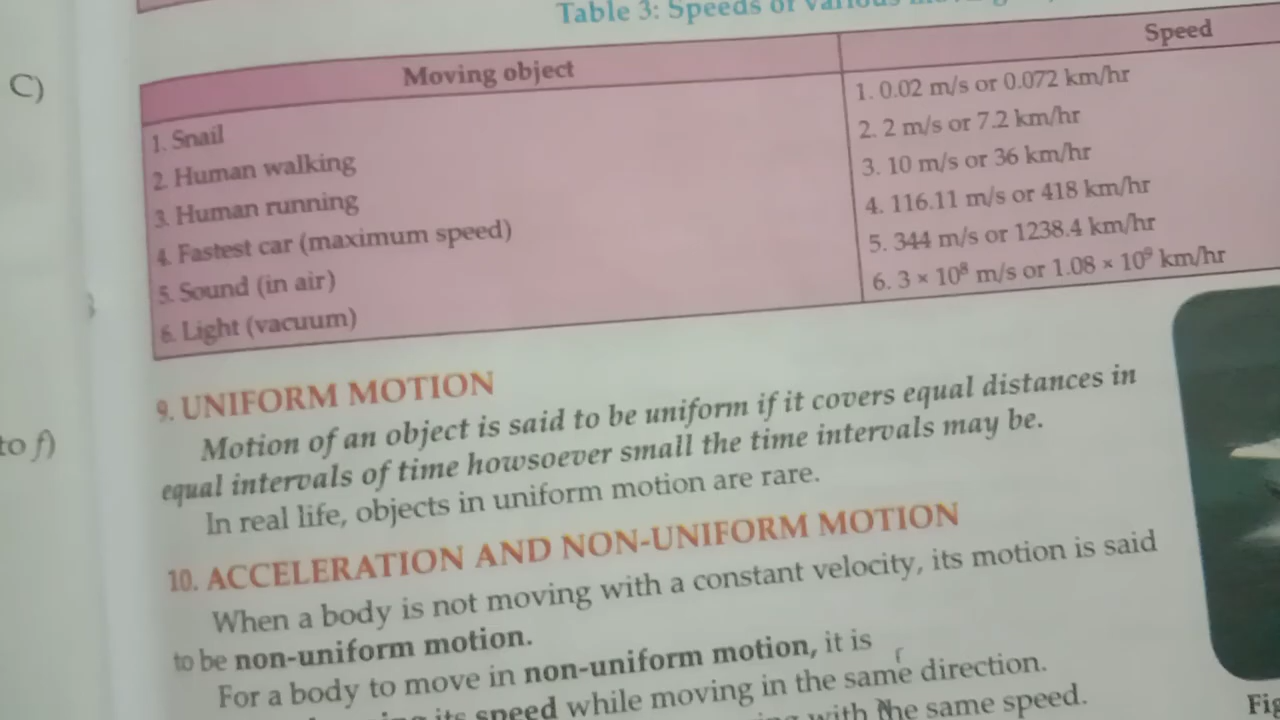 Table 3: Speeds of various
Moving object
Speed
1. Snail
1. 0.02 m/s or 0.072 km/hr
2. Human walking
2. 2 m/s or 7.2 km/hr
3. Human running
3. 10 m/s or 36 km/hr
4. Fastest car (maximum speed)
4. 116.11 m/s or 418 km/hr
5. Sound (in air)
5. 344 m/s or 1238.4 km/hr
6. Light (vacuum)
6. 3 × 10⁸ m/s or 1.08 × 10⁹ km/hr
C)
to f)
9. UNIFORM MOTION
Motion of an object is said to be uniform if it covers equal distances in
equal intervals of time howsoever small the time intervals may be.
In real life, objects in uniform motion are rare.
10. ACCELERATION AND NON-UNIFORM MOTION
When a body is not moving with a constant velocity, its motion is said
to be non-uniform motion.
For a body to move in non-uniform motion, it is
its speed while moving in the same direction.
with the same speed.